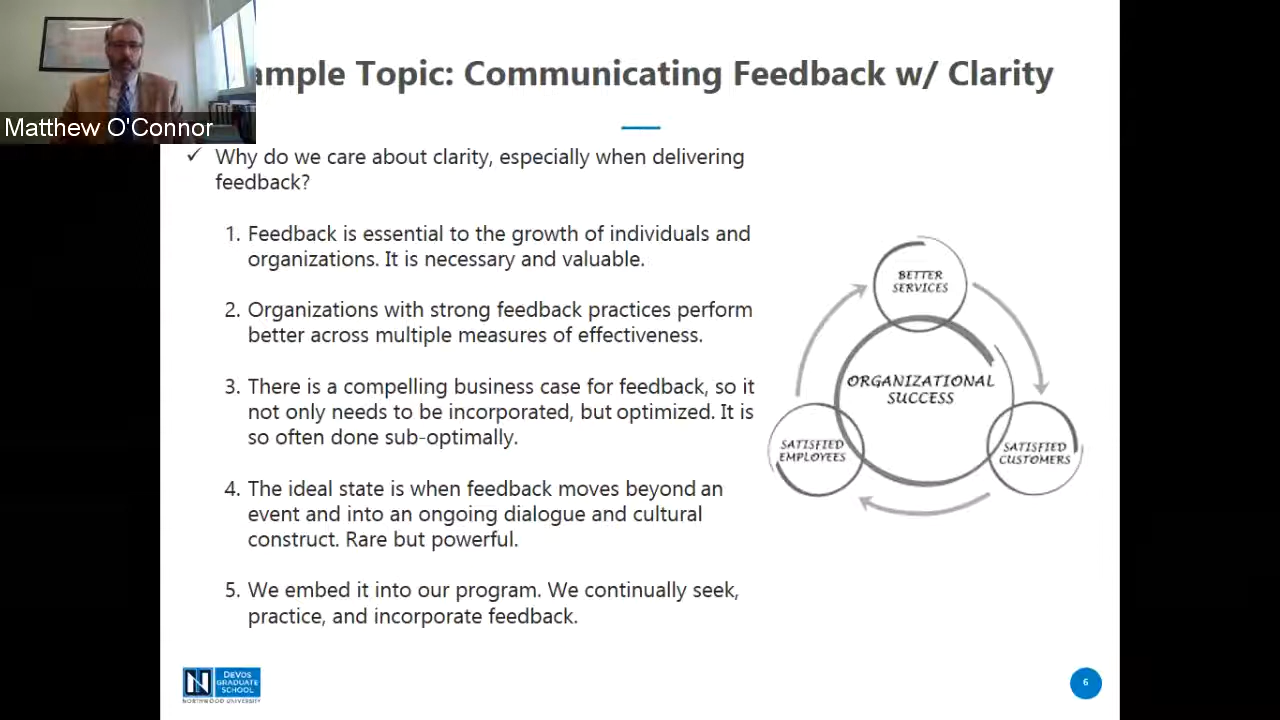 ample Topic: Communicating Feedback w/ Clarity
Matthew O'Connor
✓ Why do we care about clarity, especially when delivering
feedback?
1. Feedback is essential to the growth of individuals and
organizations. It is necessary and valuable.
2. Organizations with strong feedback practices perform
better across multiple measures of effectiveness.
3. There is a compelling business case for feedback, so it
not only needs to be incorporated, but optimized. It is
so often done sub-optimally.
4. The ideal state is when feedback moves beyond an
event and into an ongoing dialogue and cultural
construct. Rare but powerful.
5. We embed it into our program. We continually seek,
practice, and incorporate feedback.
BETTER
SERVICES
ORGANIZATIONAL
SUCCESS
SATISFIED
EMPLOYEES
SATISFIED
CUSTOMERS
N
DEVOS
GRADUATE
SCHOOL
NORTHWOOD UNIVERSITY
6